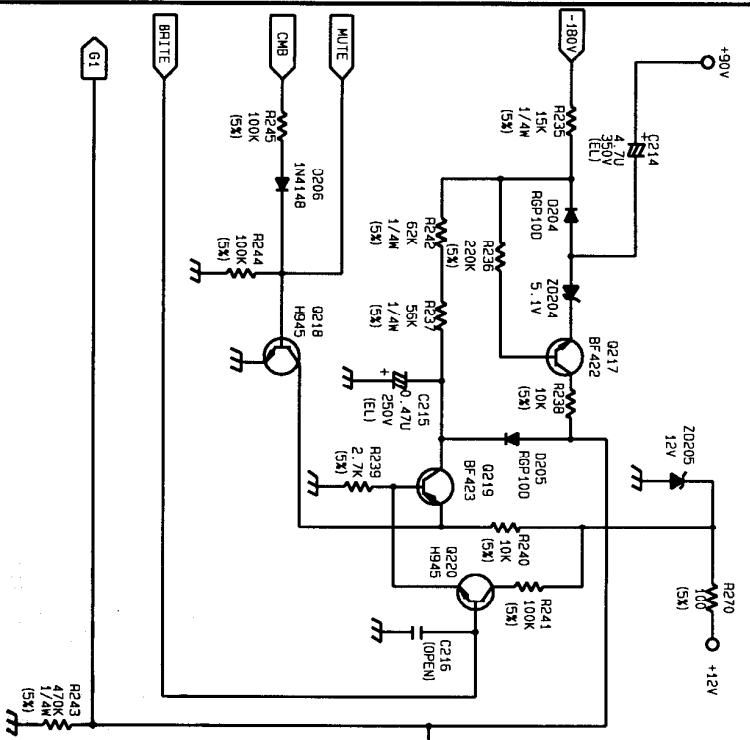 G1
BRITE
CMB
MUTE
-180V
+90V
R245
100K
(5%)
D206
1N4148
R244
100K
(5%)
Q218
H945
R235
15K
1/4W
(5%)
C214
+
4.7U
350V
(EL)
D204
RGP10D
R236
220K
(5%)
R242
62K
1/4W
(5%)
ZD204
5.1V
R237
56K
1/4W
(5%)
Q217
BF422
R238
10K
(5%)
C215
+
0.47U
250V
(EL)
D205
RGP10D
ZD205
12V
R239
2.7K
(5%)
Q219
BF423
R240
10K
(5%)
Q220
H945
R241
100K
(5%)
C216
(OPEN)
R270
100
(5%)
+12V
R243
470K
1/4W
(5%)